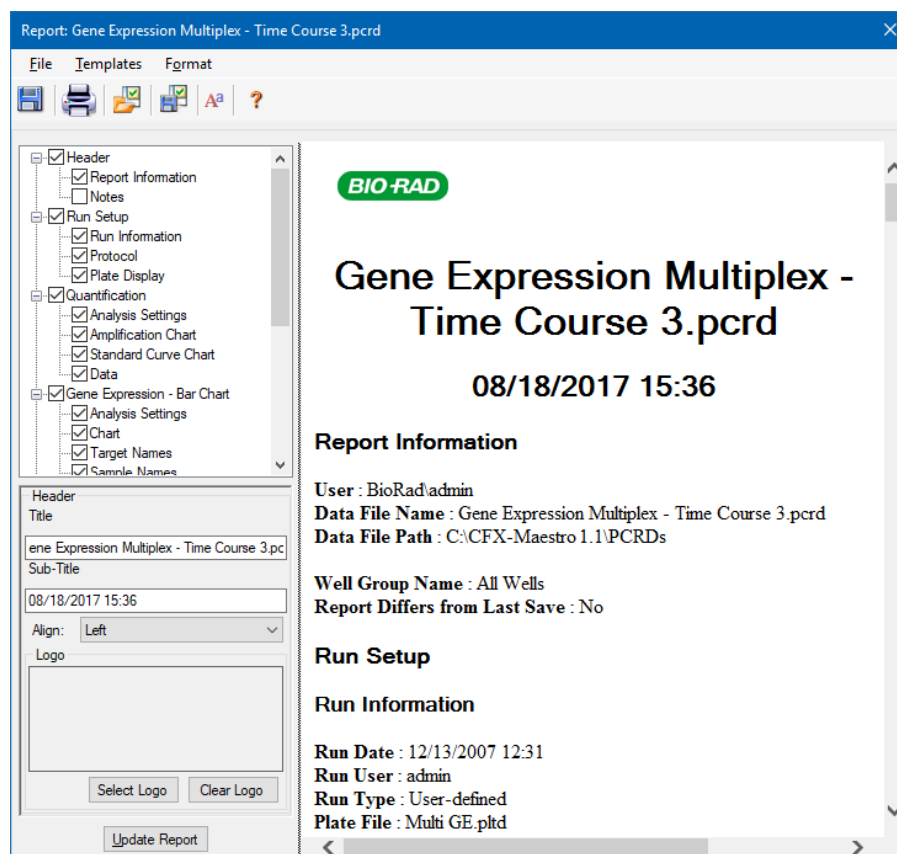 Report: Gene Expression Multiplex - Time Course 3.pcrd
File Templates Format
Aa ?
Header
Report Information
Notes
Run Setup
Run Information
Protocol
Plate Display
Quantification
Analysis Settings
Amplification Chart
Standard Curve Chart
Data
Gene Expression - Bar Chart
Analysis Settings
Chart
Target Names
Sample Names
Header
Title
ene Expression Multiplex - Time Course 3.pc
Sub-Title
08/18/2017 15:36
Align: Left
Logo
Select Logo Clear Logo
Update Report
BIO-RAD
Gene Expression Multiplex -
Time Course 3.pcrd
08/18/2017 15:36
Report Information
User : BioRad\admin
Data File Name : Gene Expression Multiplex - Time Course 3.pcrd
Data File Path : C:\CFX-Maestro 1.1\PCRDs
Well Group Name : All Wells
Report Differs from Last Save : No
Run Setup
Run Information
Run Date : 12/13/2007 12:31
Run User : admin
Run Type : User-defined
Plate File : Multi GE.pltd